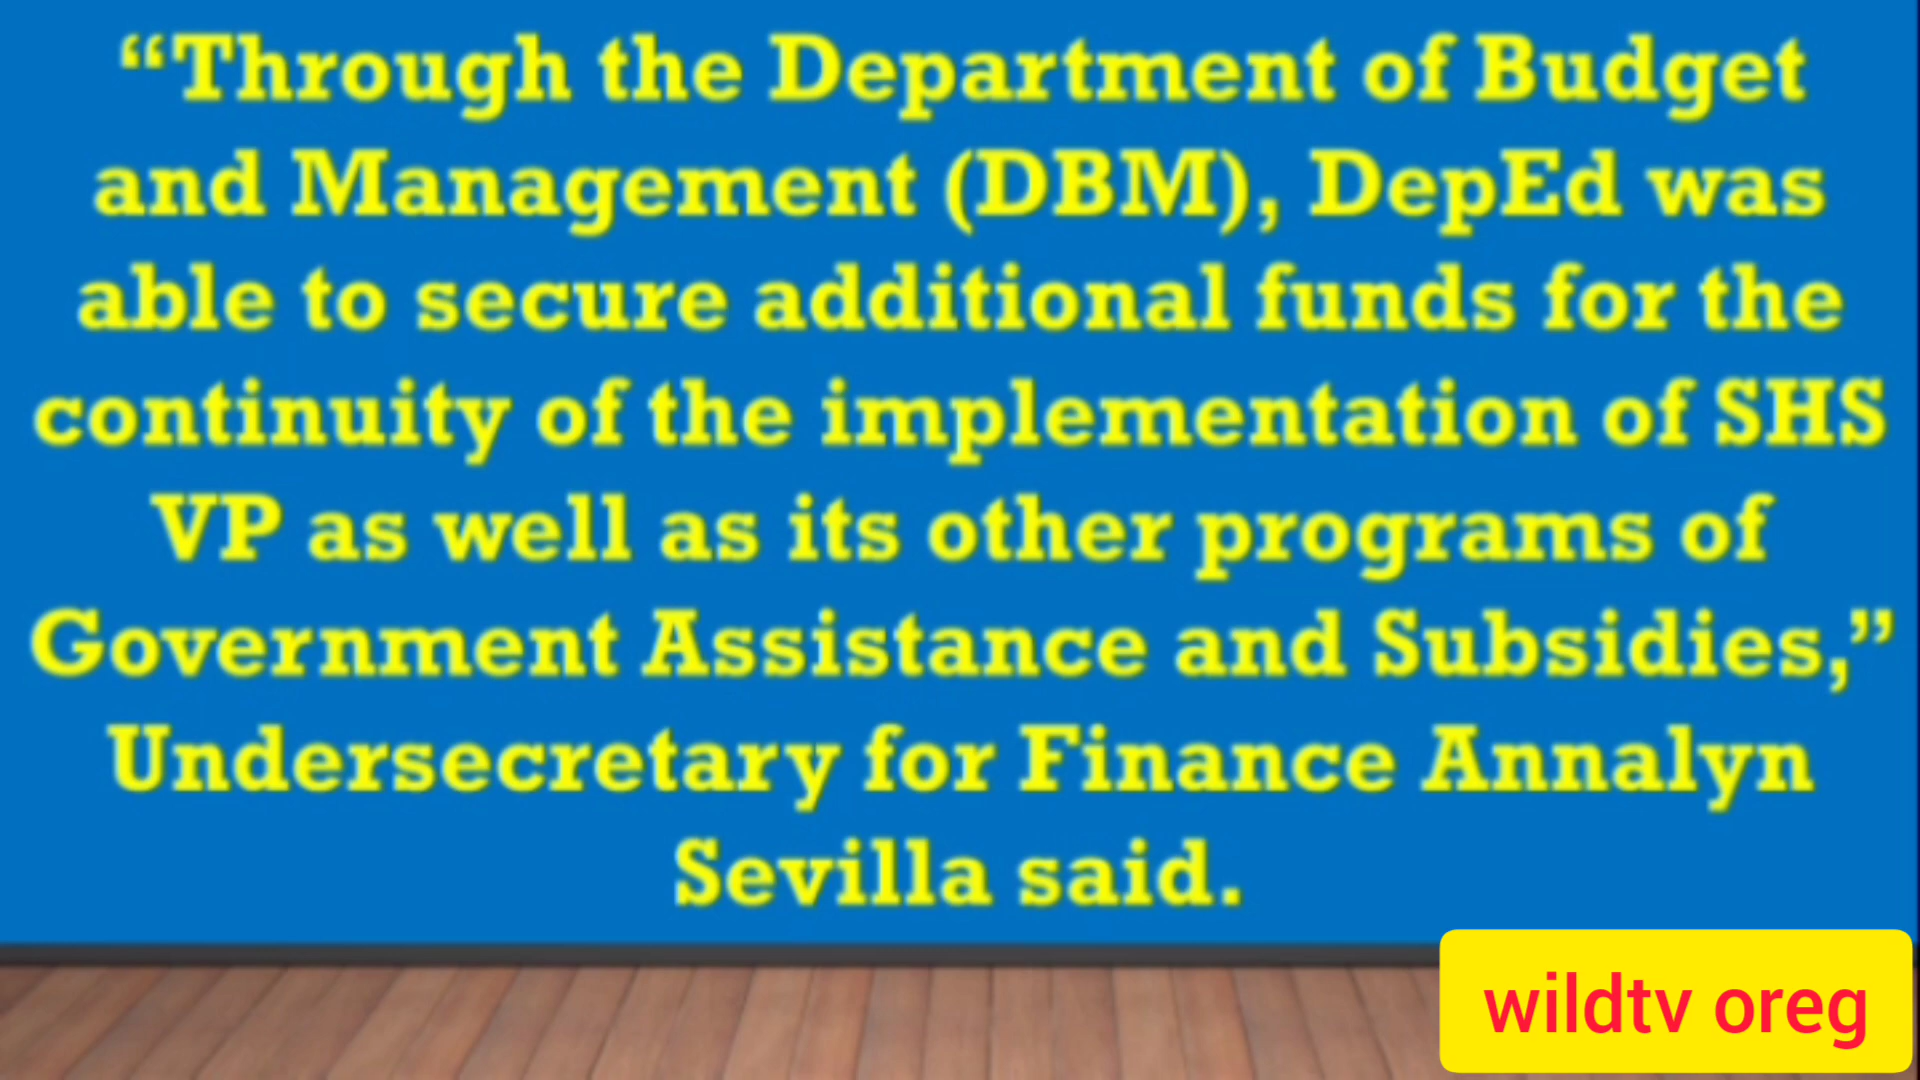 “Through the Department of Budget
and Management (DBM), DepEd was
able to secure additional funds for the
continuity of the implementation of SHS
VP as well as its other programs of
Government Assistance and Subsidies,”
Undersecretary for Finance Annalyn
Sevilla said.
wildtv oreg